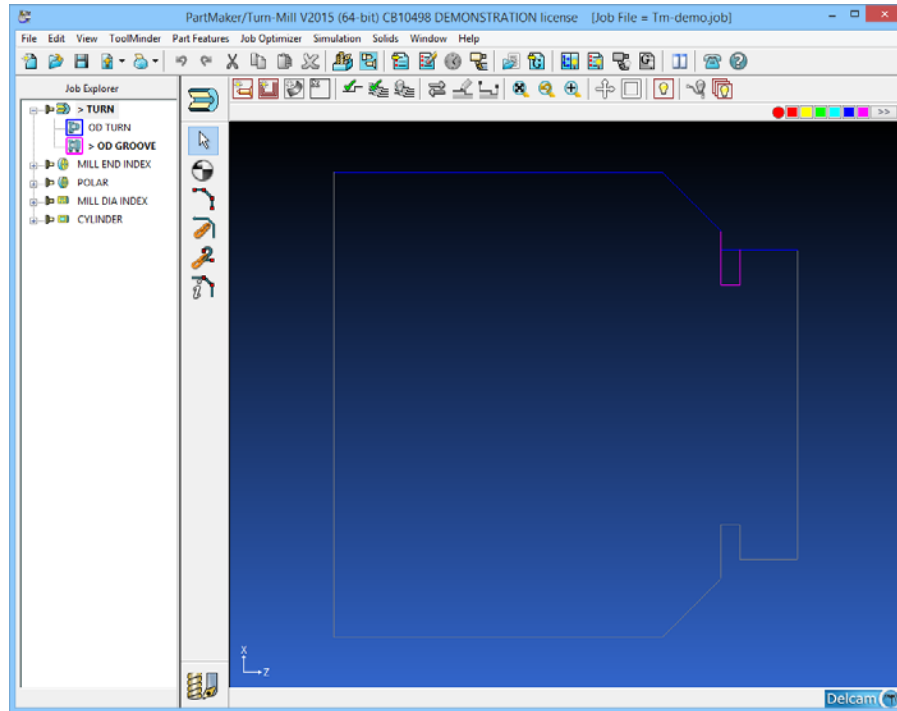 PartMaker/Turn-Mill V2015 (64-bit) CB10498 DEMONSTRATION license [Job File = Tm-demo.job]
File Edit View ToolMinder Part Features Job Optimizer Simulation Solids Window Help
Job Explorer
> TURN
OD TURN
> OD GROOVE
MILL END INDEX
POLAR
MILL DIA INDEX
CYLINDER
>>
X
Z
Delcam